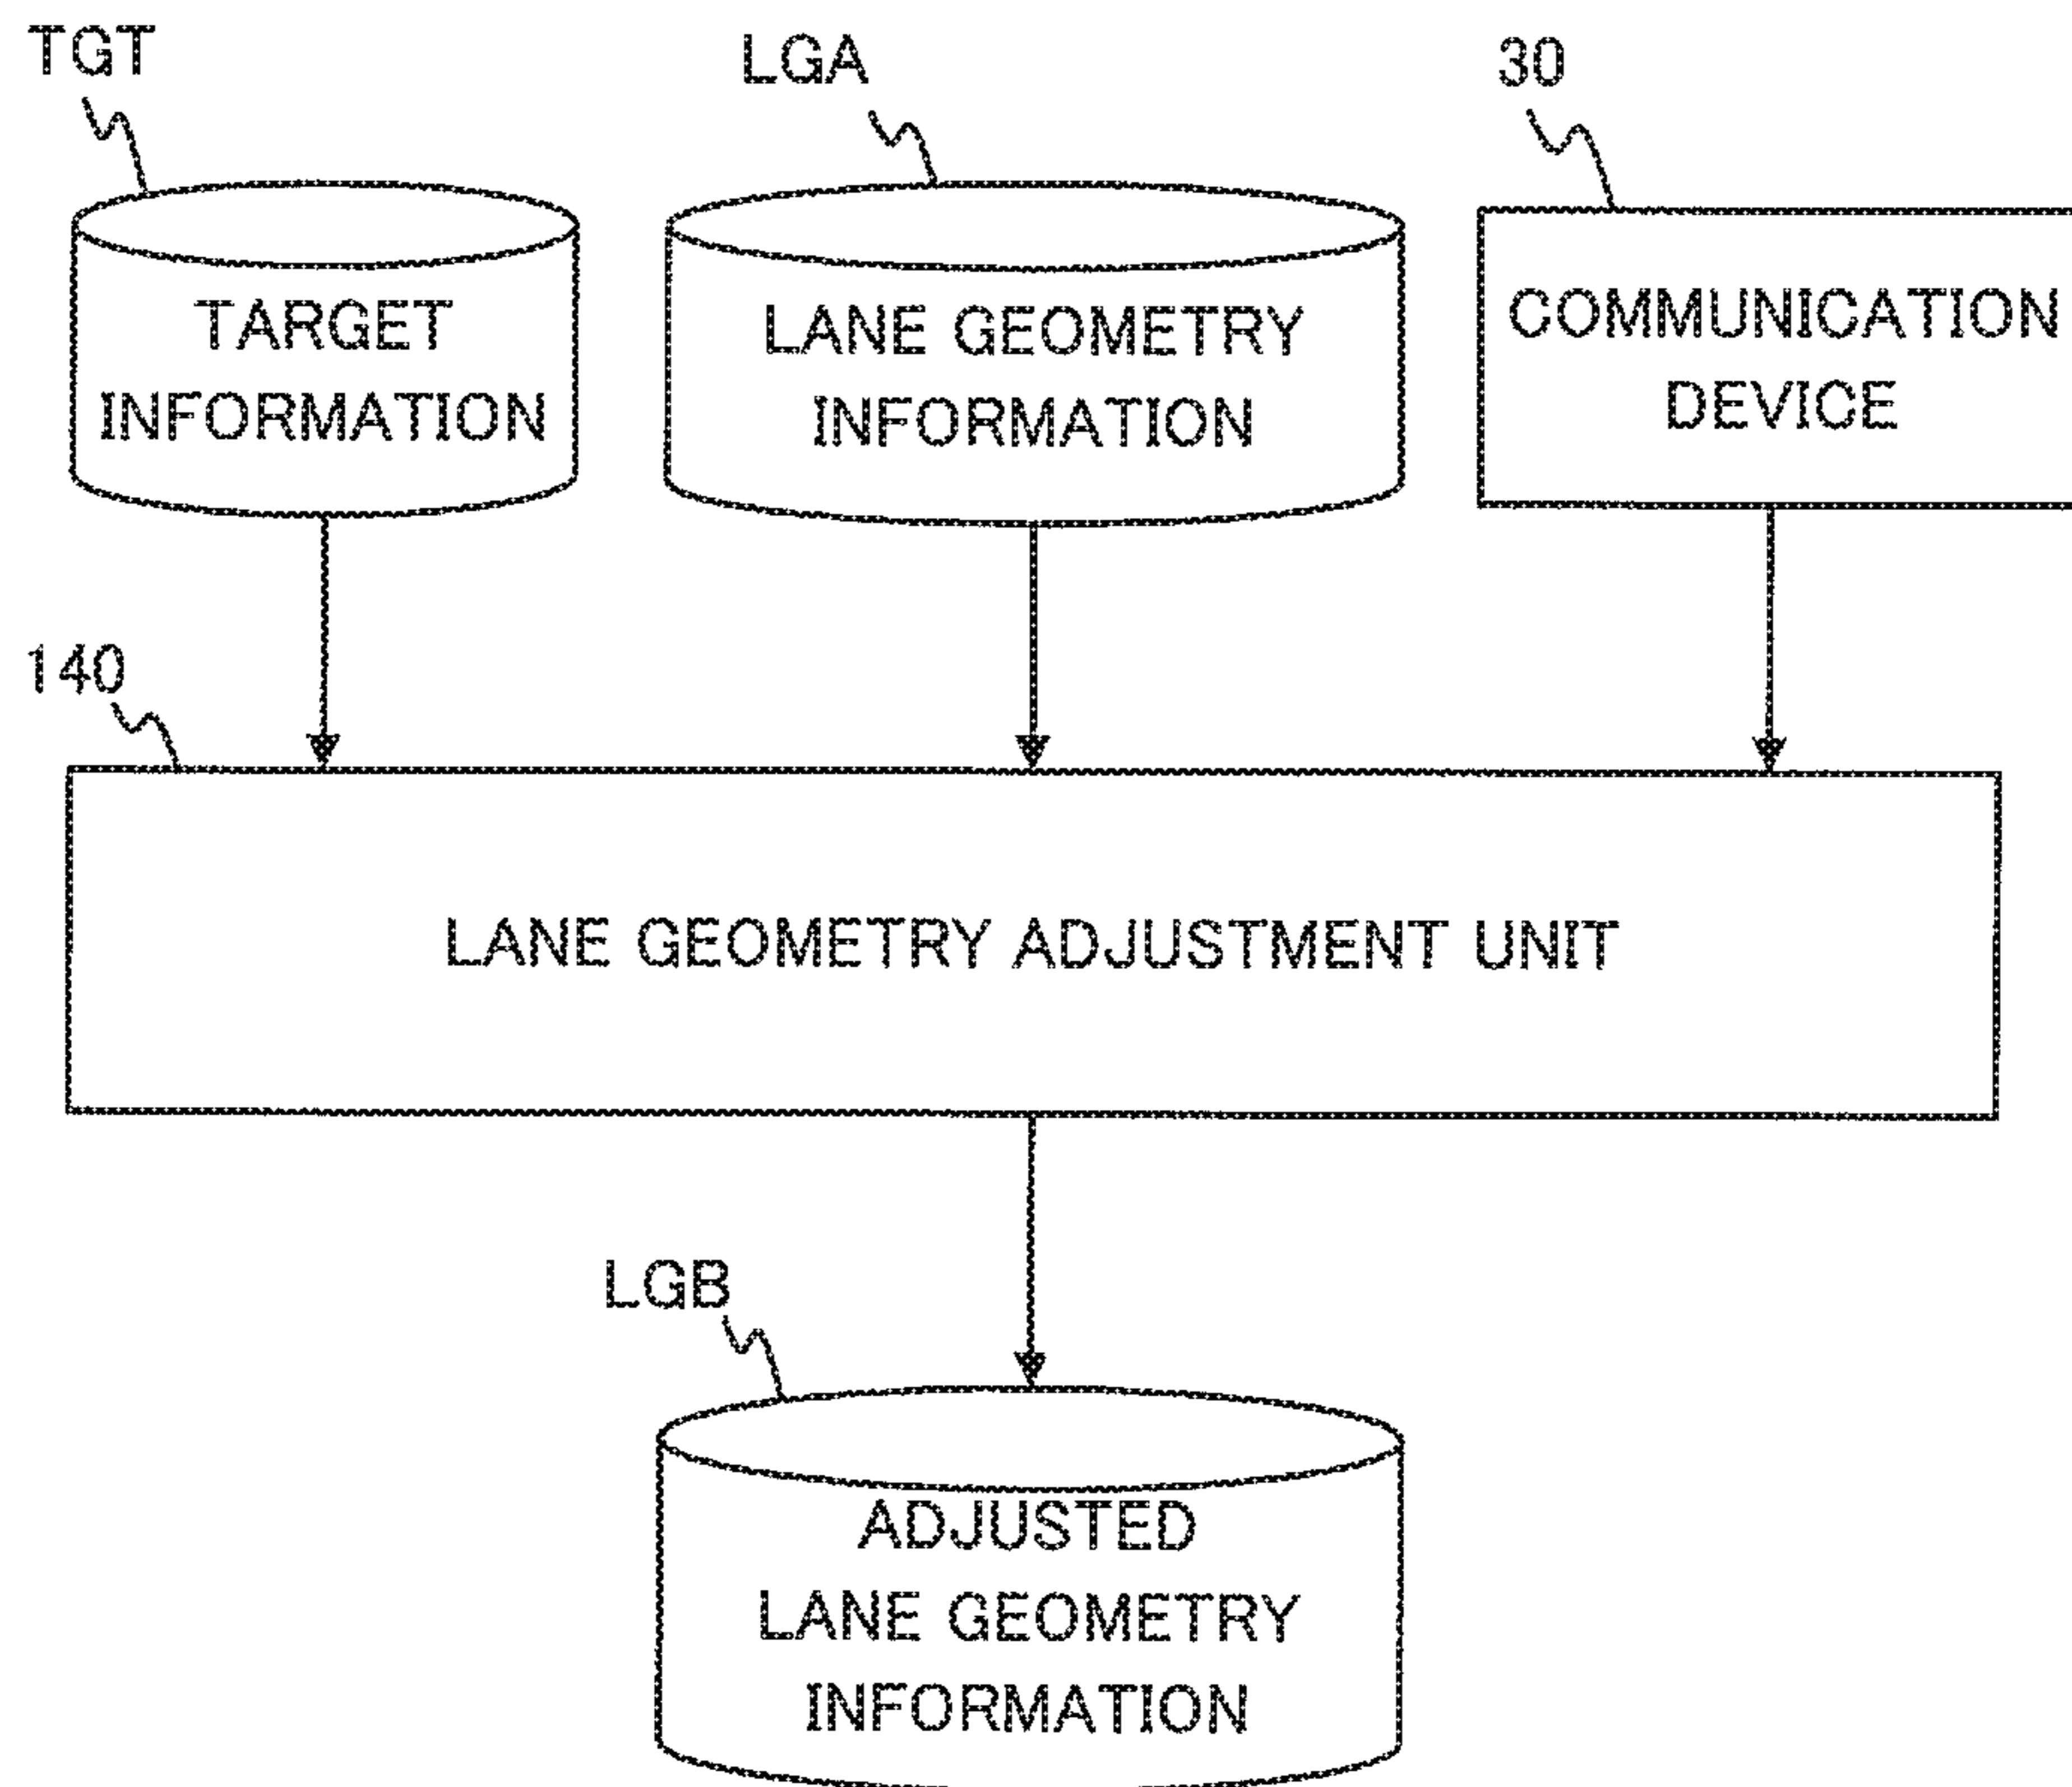 TGT
LGA
30
TARGET
INFORMATION
LANE GEOMETRY
INFORMATION
COMMUNICATION
DEVICE
140
LANE GEOMETRY ADJUSTMENT UNIT
LGB
ADJUSTED
LANE GEOMETRY
INFORMATION